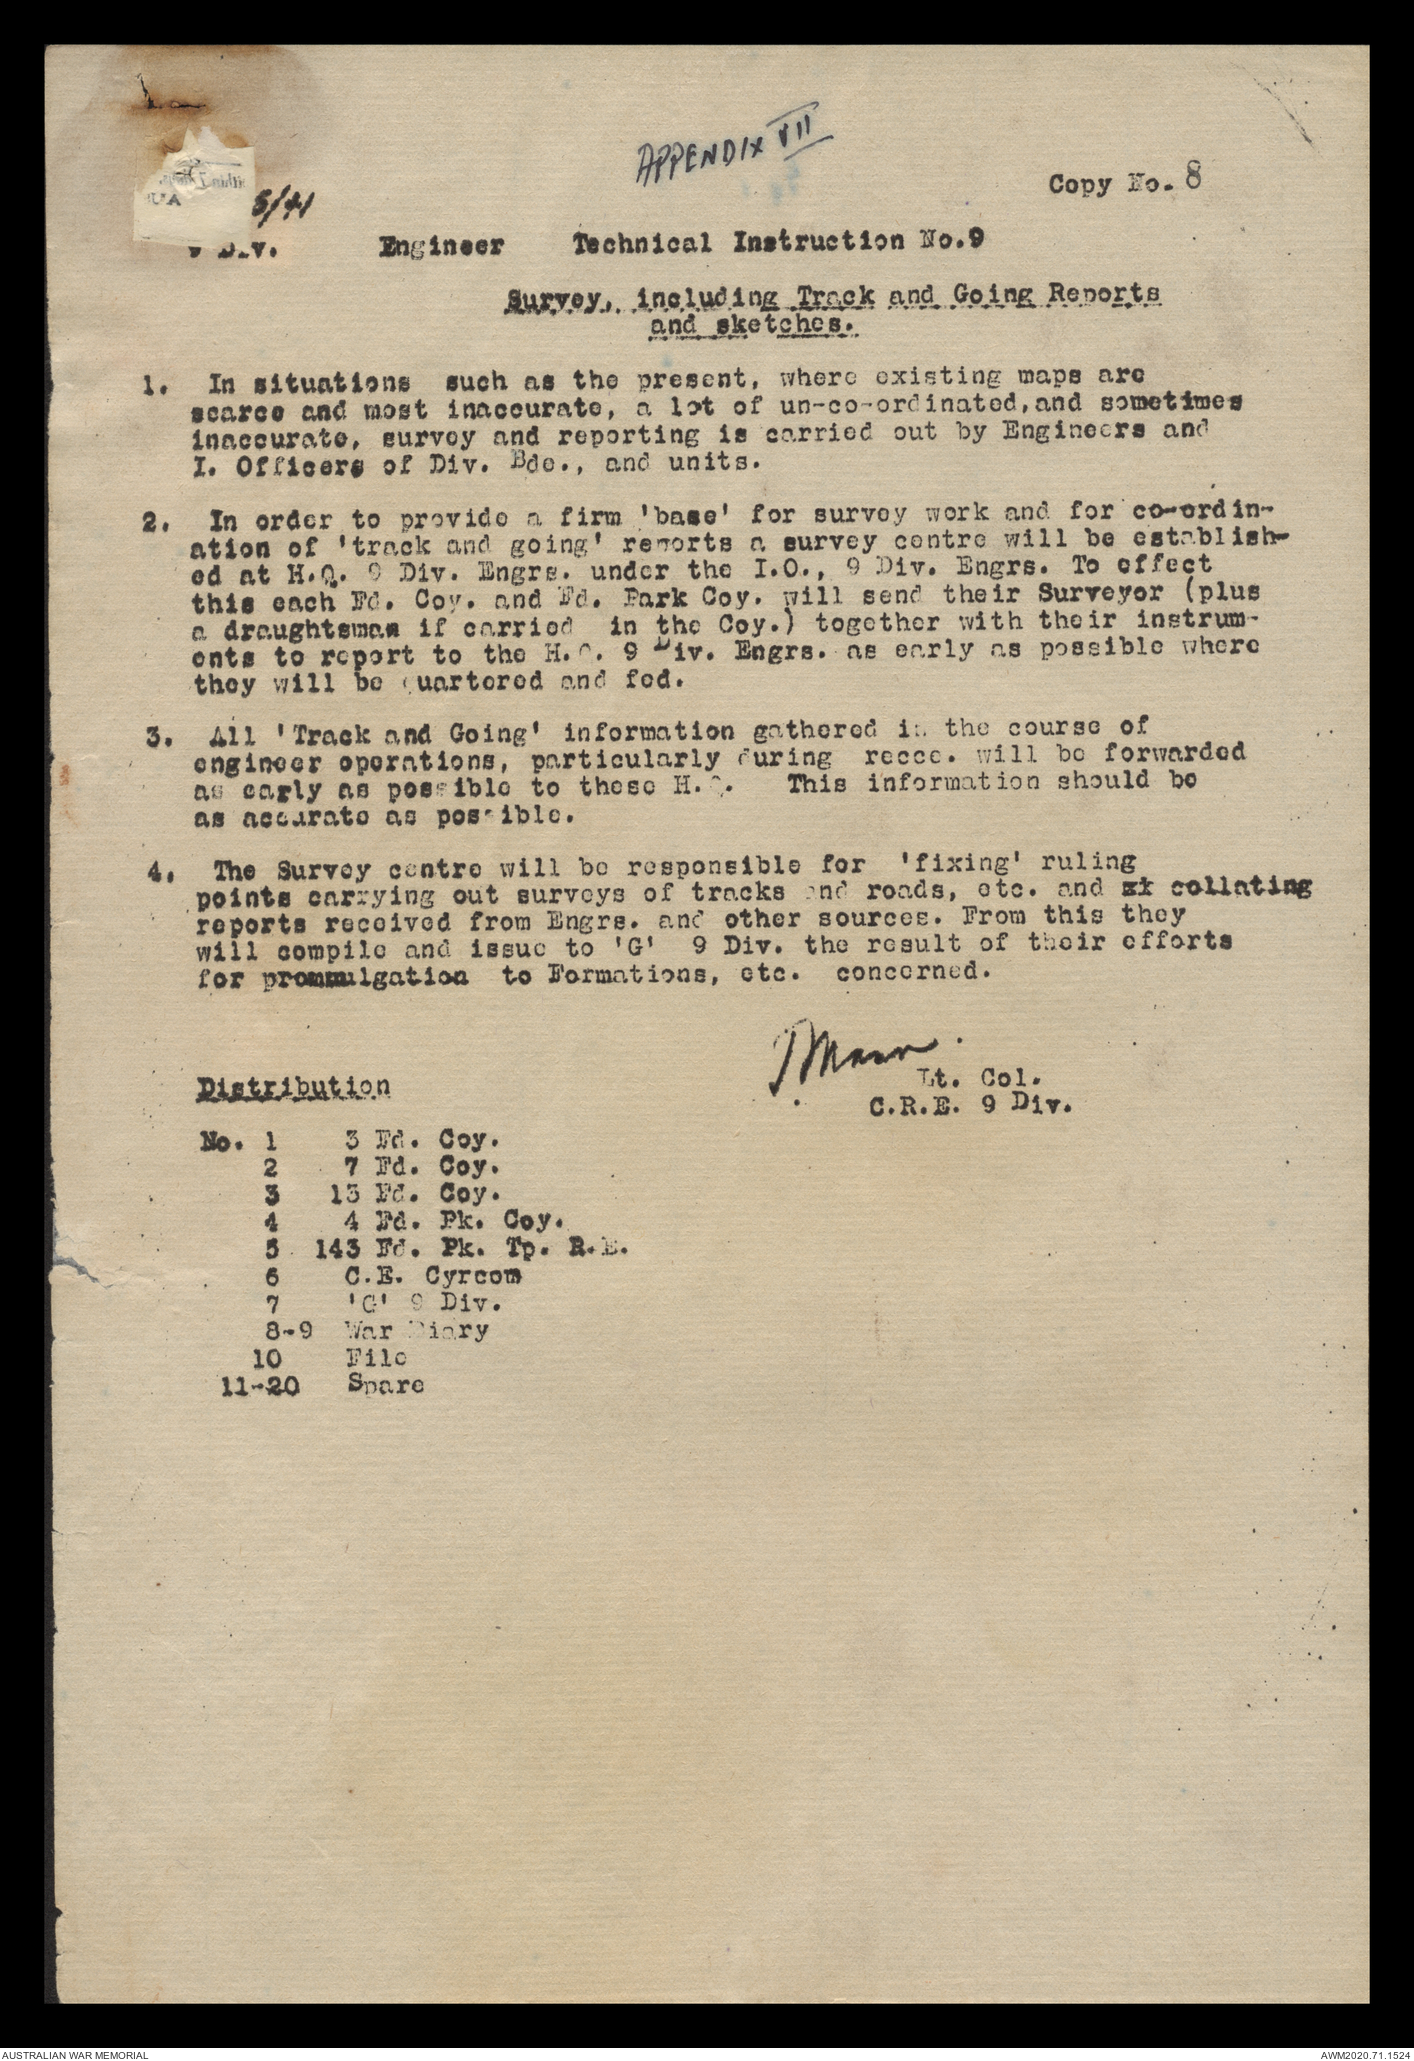 APPENDIX VII
Copy No. 8
5/41
9 Div. Engineer Technical Instruction No.9
Survey, including Track and Going Reports
and sketches.
1. In situations such as the present, where existing maps are
scarce and most inaccurate, a lot of un-co-ordinated,and sometimes
inaccurate, survey and reporting is carried out by Engineers and
I. Officers of Div. Bde., and units.
2. In order to provide a firm 'base' for survey work and for co-ordin-
ation of 'track and going' reports a survey centre will be establish-
ed at H.Q. 9 Div. Engrs. under the I.O., 9 Div. Engrs. To effect
this each Fd. Coy. and Fd. Park Coy. will send their Surveyor (plus
a draughtsman if carried in the Coy.) together with their instrum-
ents to report to the H.Q. 9 Div. Engrs. as early as possible where
they will be quartered and fed.
3. All 'Track and Going' information gathered in the course of
engineer operations, particularly during recce. will be forwarded
as early as possible to these H.Q. This information should be
as accurate as possible.
4. The Survey centre will be responsible for 'fixing' ruling
points carrying out surveys of tracks and roads, etc. and xx collating
reports received from Engrs. and other sources. From this they
will compile and issue to 'G' 9 Div. the result of their efforts
for prommulgation to Formations, etc. concerned.
Lt. Col.
C.R.E. 9 Div.
Distribution
No. 1 3 Fd. Coy.
2 7 Fd. Coy.
3 13 Fd. Coy.
4 4 Fd. Pk. Coy.
5 143 Fd. Pk. Tp. R.E.
6 C.E. Cyrcom
7 'G' 9 Div.
8-9 War Diary
10 File
11-20 Spare
AUSTRALIAN WAR MEMORIAL
AWM2020.71.1524